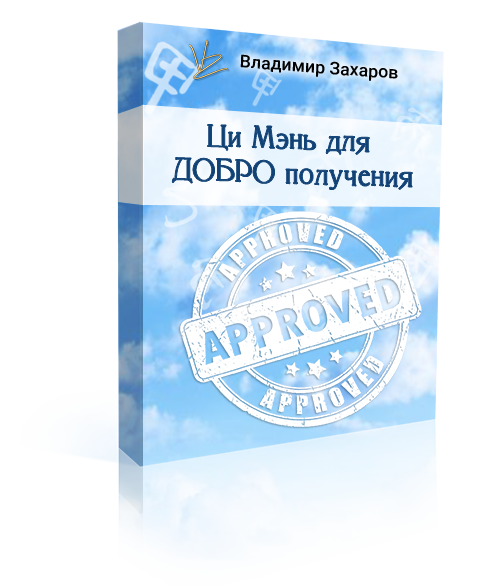 Владимир Захаров
Ци Мэнь для
ДОБРО получения
APPROVED
APPROVED
APPROVED